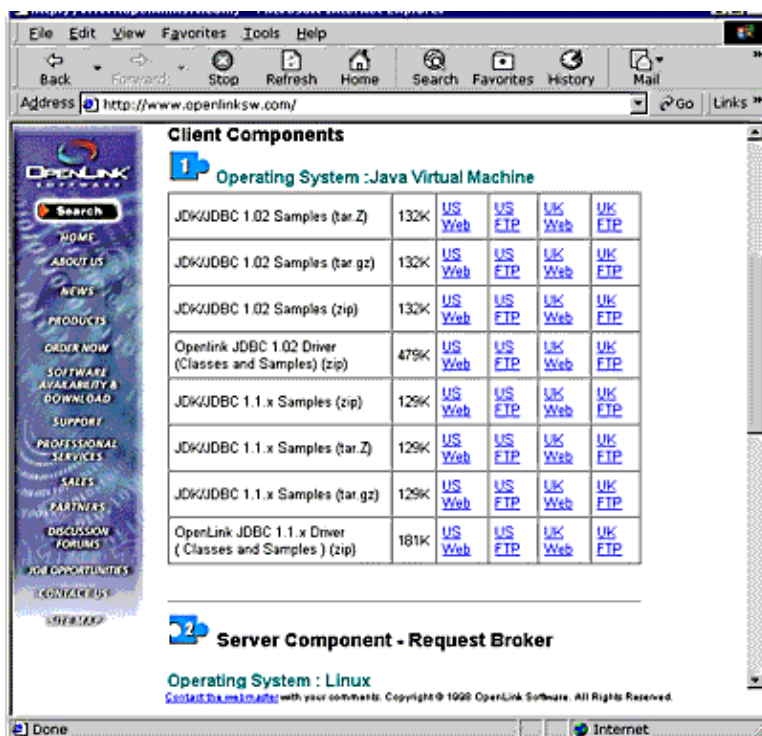 File Edit View Favorites Tools Help
Back Forward Stop Refresh Home Search Favorites History Mail
Address http://www.openlinksw.com/ Go Links
OPENLINK
SOFTWARE
Search
HOME
ABOUT US
NEWS
PRODUCTS
ORDER NOW
SOFTWARE
AVAILABILITY &
DOWNLOAD
SUPPORT
PROFESSIONAL
SERVICES
SALES
PARTNERS
DISCUSSION
FORUMS
JOB OPPORTUNITIES
CONTACT US
SITE MAP
Client Components
1 Operating System :Java Virtual Machine
JDK/JDBC 1.02 Samples (tar.Z) 132K US Web US FTP UK Web UK FTP
JDK/JDBC 1.02 Samples (tar.gz) 132K US Web US FTP UK Web UK FTP
JDK/JDBC 1.02 Samples (zip) 132K US Web US FTP UK Web UK FTP
Openlink JDBC 1.02 Driver
(Classes and Samples) (zip) 479K US Web US FTP UK Web UK FTP
JDK/JDBC 1.1.x Samples (zip) 129K US Web US FTP UK Web UK FTP
JDK/JDBC 1.1.x Samples (tar.Z) 129K US Web US FTP UK Web UK FTP
JDK/JDBC 1.1.x Samples (tar.gz) 129K US Web US FTP UK Web UK FTP
OpenLink JDBC 1.1.x Driver
( Classes and Samples ) (zip) 181K US Web US FTP UK Web UK FTP
2 Server Component - Request Broker
Operating System : Linux
Contact the webmaster with your comments. Copyright © 1998 OpenLink Software. All Rights Reserved.
Done Internet